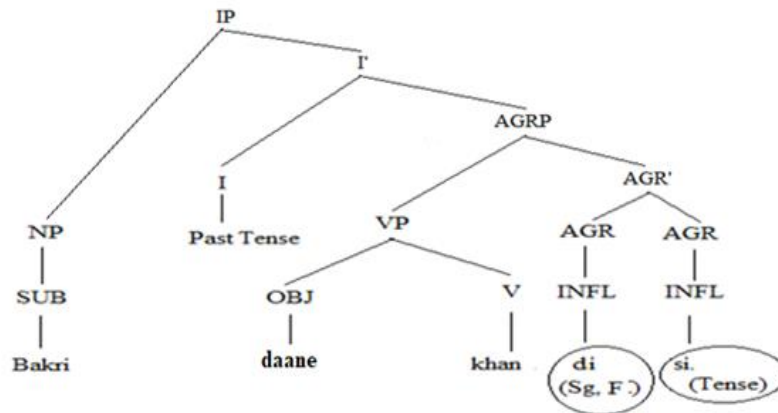 IP
I'
AGRP
I
AGR'
NP
Past Tense
VP
AGR
AGR
SUB
OBJ
V
INFL
INFL
Bakri
daane
khan
di
(Sg, F.)
si.
(Tense)